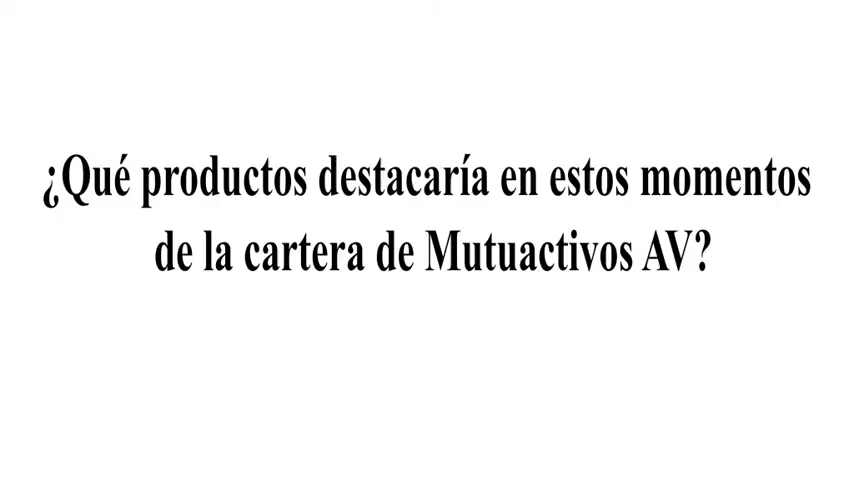 ¿Qué productos destacaría en estos momentos
de la cartera de Mutuactivos AV?